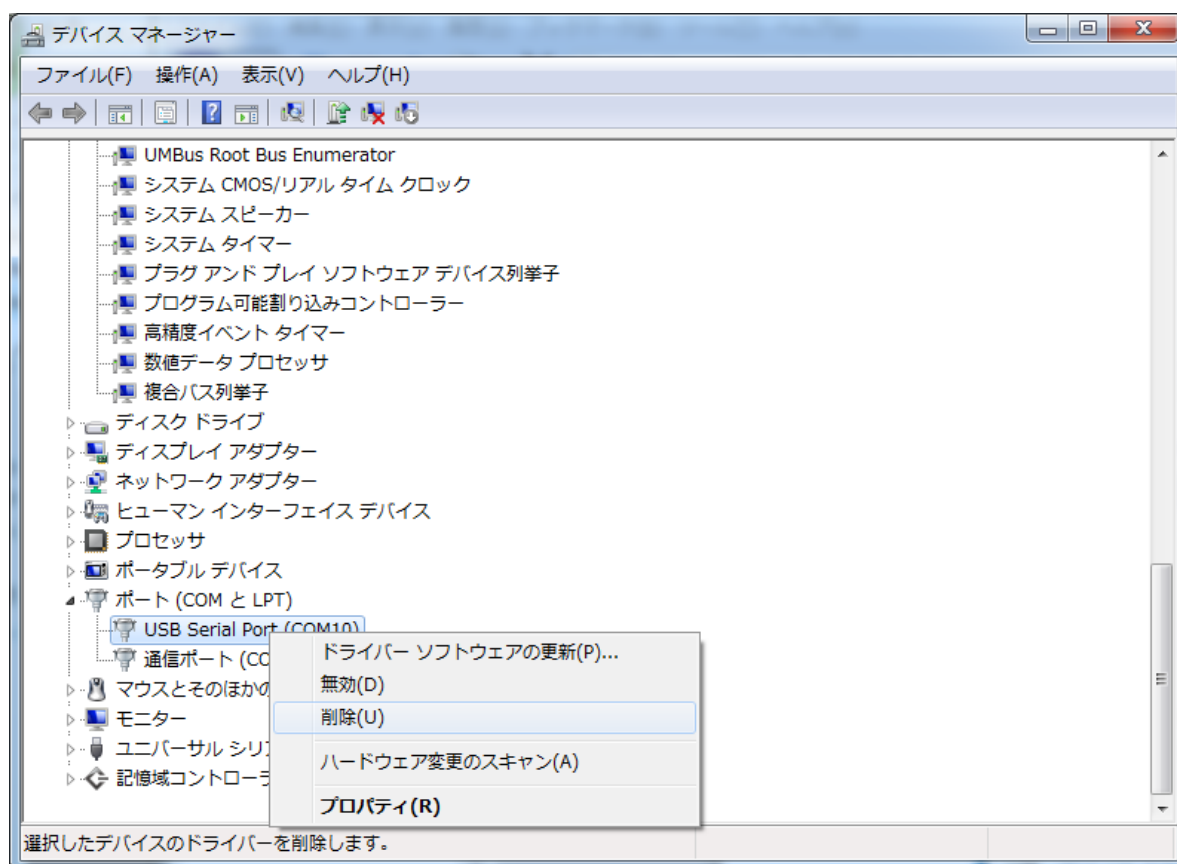 デバイス マネージャー
ファイル(F) 操作(A) 表示(V) ヘルプ(H)
UMBus Root Bus Enumerator
システム CMOS/リアル タイム クロック
システム スピーカー
システム タイマー
プラグ アンド プレイ ソフトウェア デバイス列挙子
プログラム可能割り込みコントローラー
高精度イベント タイマー
数値データ プロセッサ
複合バス列挙子
ディスク ドライブ
ディスプレイ アダプター
ネットワーク アダプター
ヒューマン インターフェイス デバイス
プロセッサ
ポータブル デバイス
ポート (COM と LPT)
USB Serial Port (COM10)
通信ポート (CO
マウスとそのほかの
モニター
ユニバーサル シリ
記憶域コントローラ
ドライバー ソフトウェアの更新(P)...
無効(D)
削除(U)
ハードウェア変更のスキャン(A)
プロパティ(R)
選択したデバイスのドライバーを削除します。